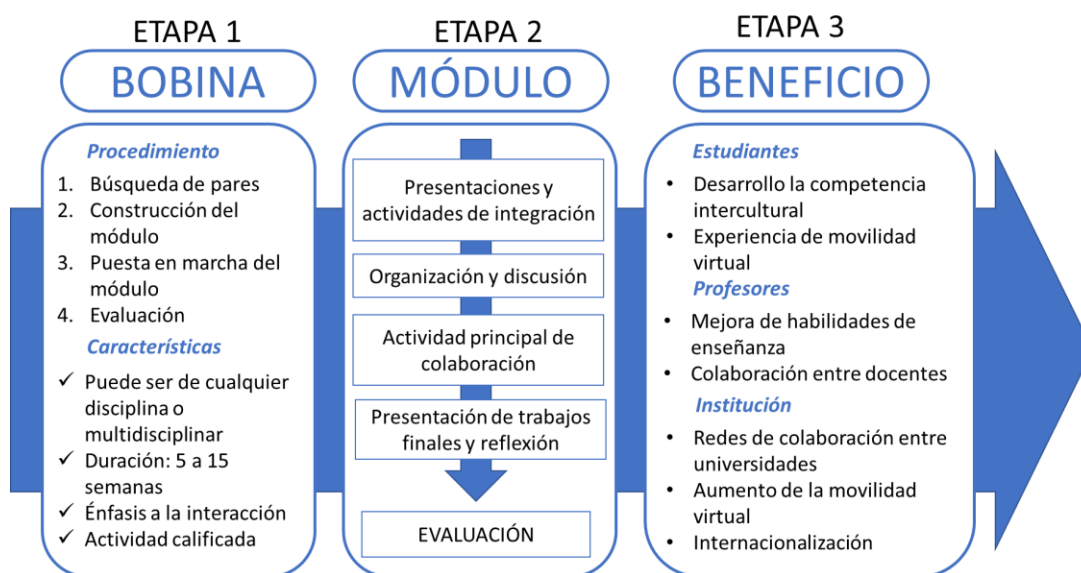 ETAPA 1
BOBINA
Procedimiento
1. Búsqueda de pares
2. Construcción del
módulo
3. Puesta en marcha del
módulo
4. Evaluación
Características
✓ Puede ser de cualquier
disciplina o
multidisciplinar
✓ Duración: 5 a 15
semanas
✓ Énfasis a la interacción
✓ Actividad calificada
ETAPA 2
MÓDULO
Presentaciones y
actividades de integración
Organización y discusión
Actividad principal de
colaboración
Presentación de trabajos
finales y reflexión
EVALUACIÓN
ETAPA 3
BENEFICIO
Estudiantes
• Desarrollo la competencia
intercultural
• Experiencia de movilidad
virtual
Profesores
• Mejora de habilidades de
enseñanza
• Colaboración entre docentes
Institución
• Redes de colaboración entre
universidades
• Aumento de la movilidad
virtual
• Internacionalización